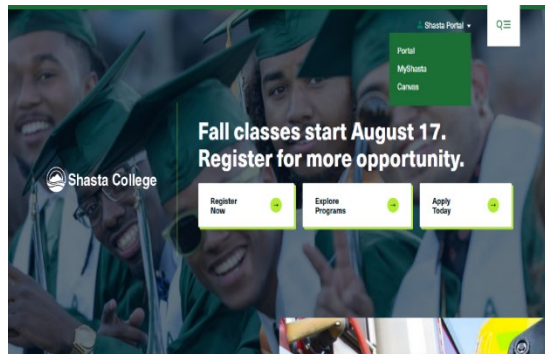 Shasta Portal
Portal
MyShasta
Canvas
Fall classes start August 17.
Register for more opportunity.
Shasta College
Register
Now
Explore
Programs
Apply
Today